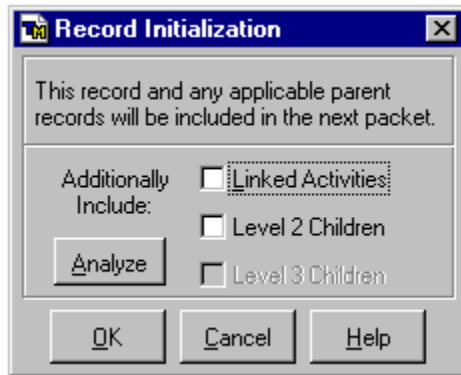 TM Record Initialization
This record and any applicable parent
records will be included in the next packet.
Additionally
Include:
Linked Activities
Level 2 Children
Analyze
Level 3 Children
OK
Cancel
Help